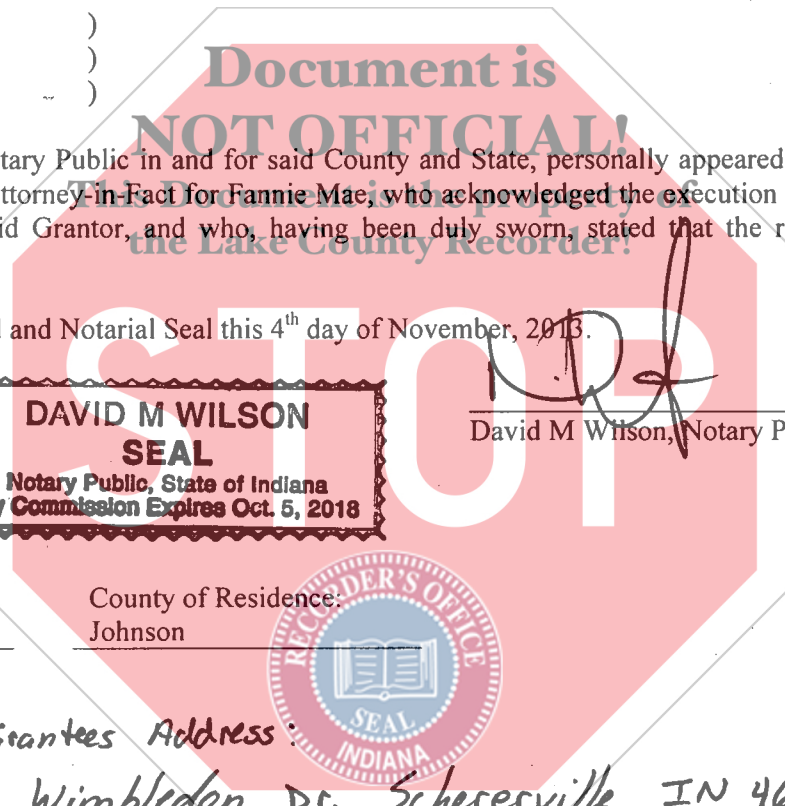 )
)
)
Document is
NOT OFFICIAL!
This Document is the property of
the Lake County Recorder!
tary Public in and for said County and State, personally appeared
ttorney-in-Fact for Fannie Mae, who acknowledged the execution
id Grantor, and who, having been duly sworn, stated that the r
and Notarial Seal this 4th day of November, 2013.
STOP
DAVID M WILSON
SEAL
Notary Public, State of Indiana
y Commission Expires Oct. 5, 2018
David M Wilson, Notary P
County of Residence:
Johnson
RECORDER'S OFFICE
SEAL
INDIANA
Grantees Address:
Wimbledon Dr. Schererville IN 46